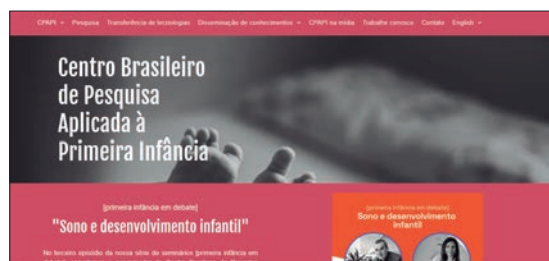 CPAPI Pesquisa Transferência de tecnologias Disseminação de conhecimentos CPAPI na mídia Trabalhe conosco Contato English
Centro Brasileiro
de Pesquisa
Aplicada à
Primeira Infância
[primeira infância em debate]
"Sono e desenvolvimento infantil"
No terceiro episódio da nossa série de seminários [primeira infância em
[primeira infância em debate]
Sono e desenvolvimento
infantil